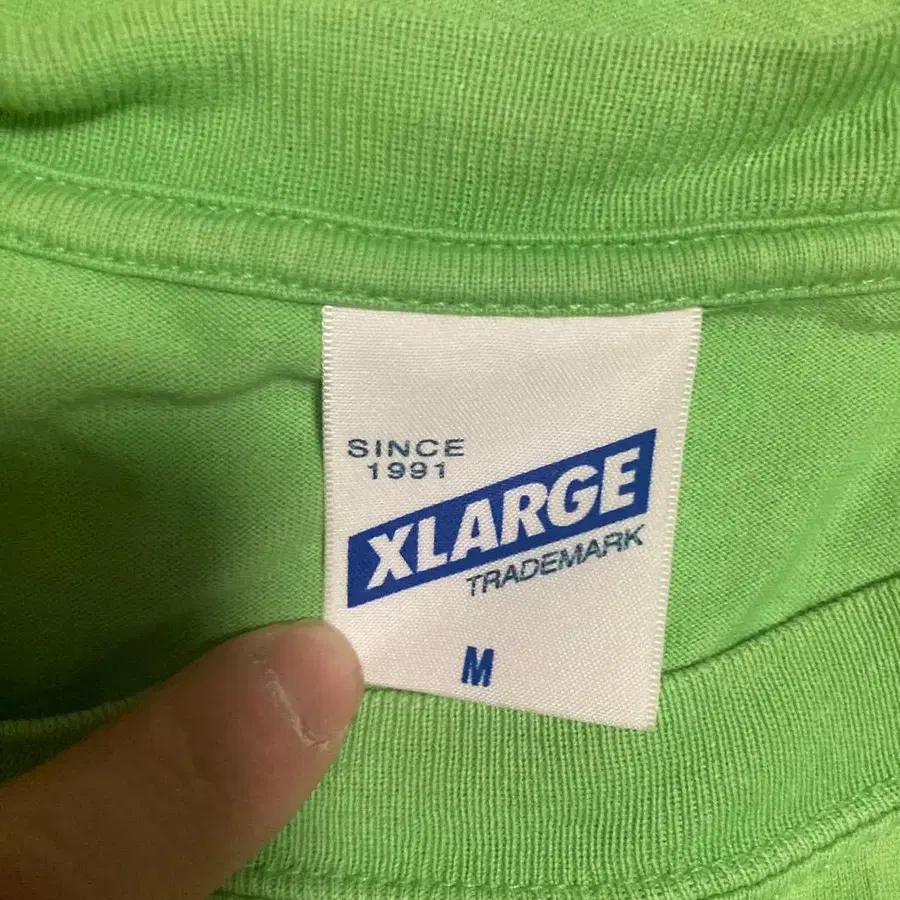 SINCE
1991
XLARGE
TRADEMARK
M